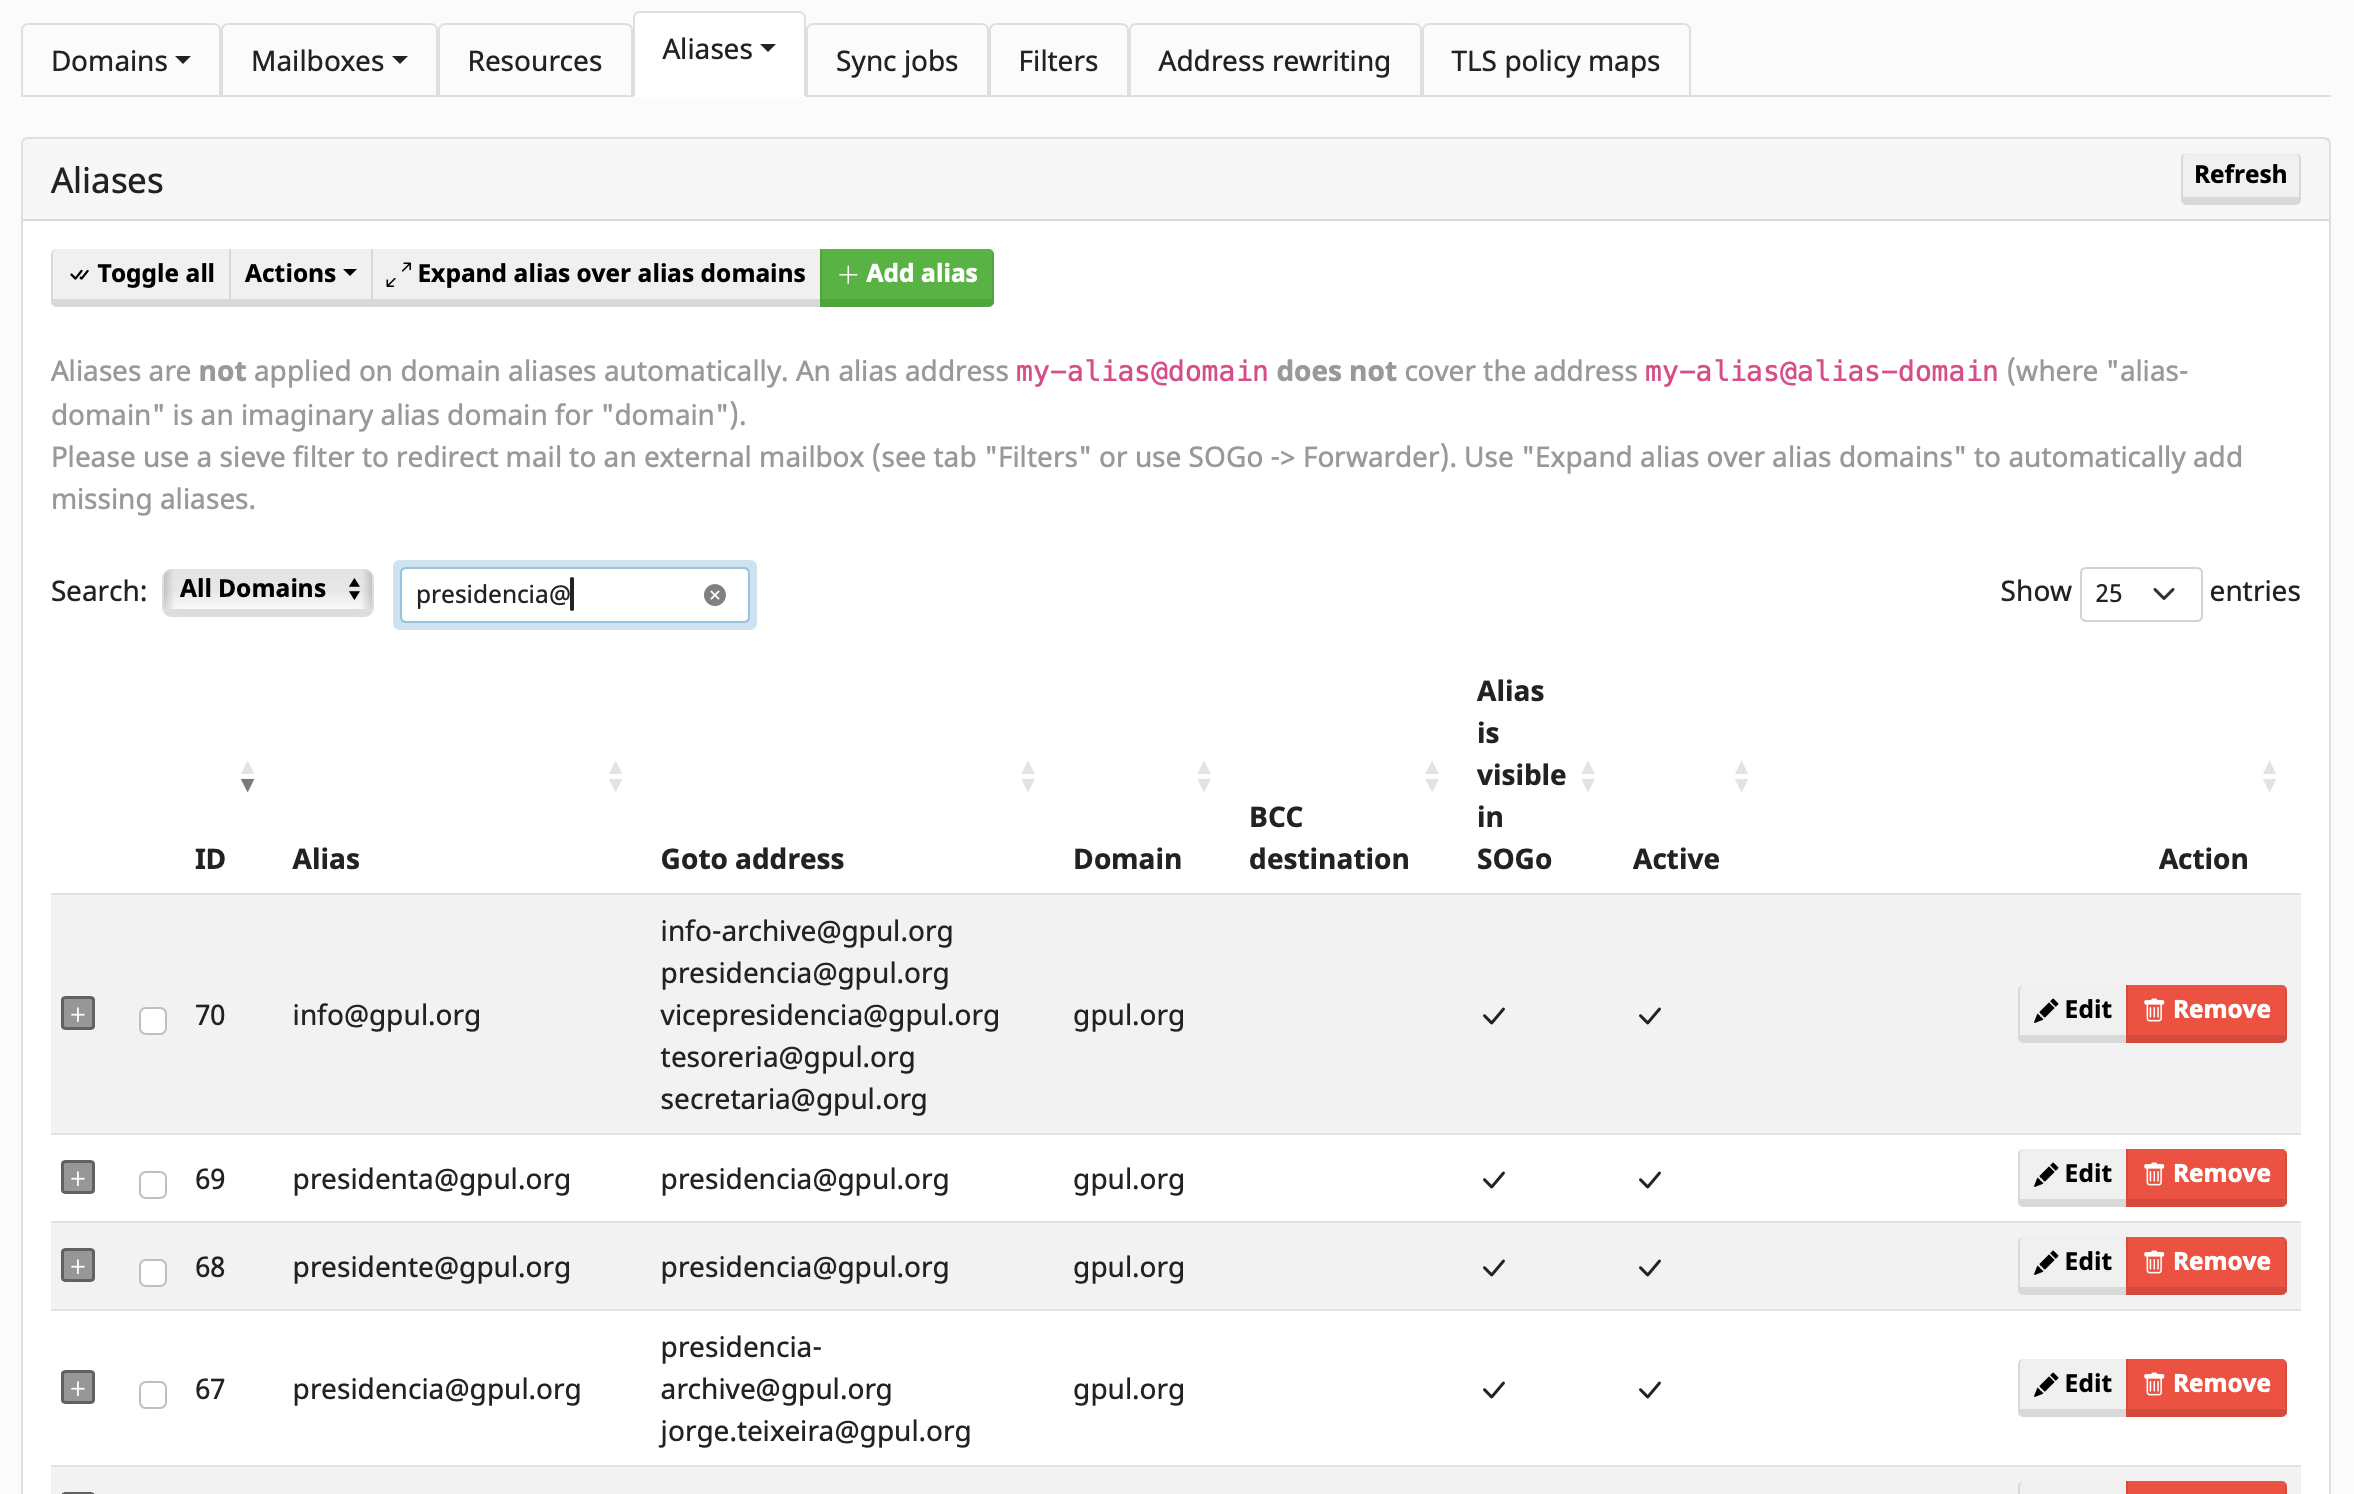 Domains
Mailboxes
Resources
Aliases
Sync jobs
Filters
Address rewriting
TLS policy maps
Aliases
Refresh
Toggle all
Actions
Expand alias over alias domains
+ Add alias
Aliases are not applied on domain aliases automatically. An alias address my-alias@domain does not cover the address my-alias@alias-domain (where "alias-
domain" is an imaginary alias domain for "domain").
Please use a sieve filter to redirect mail to an external mailbox (see tab "Filters" or use SOGo -> Forwarder). Use "Expand alias over alias domains" to automatically add
missing aliases.
Search: All Domains presidencia@
Show 25 entries
ID
Alias
Goto address
Domain
BCC
destination
Alias
is
visible
in
SOGo
Active
Action
70
info@gpul.org
info-archive@gpul.org
presidencia@gpul.org
vicepresidencia@gpul.org
tesoreria@gpul.org
secretaria@gpul.org
gpul.org
Edit
Remove
69
presidenta@gpul.org
presidencia@gpul.org
gpul.org
Edit
Remove
68
presidente@gpul.org
presidencia@gpul.org
gpul.org
Edit
Remove
67
presidencia@gpul.org
presidencia-
archive@gpul.org
jorge.teixeira@gpul.org
gpul.org
Edit
Remove